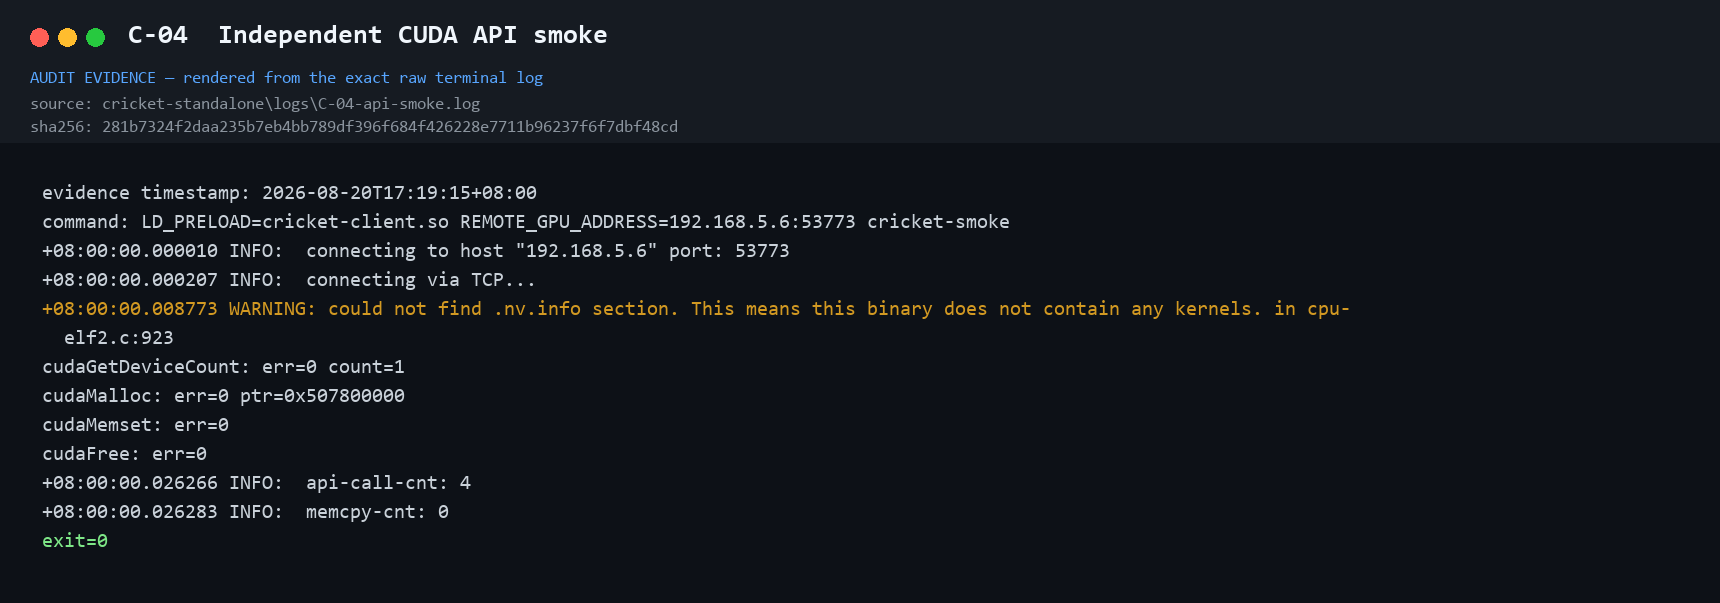 C-04  Independent CUDA API smoke
AUDIT EVIDENCE — rendered from the exact raw terminal log
source: cricket-standalone\logs\C-04-api-smoke.log
sha256: 281b7324f2daa235b7eb4bb789df396f684f426228e7711b96237f6f7dbf48cd
evidence timestamp: 2026-08-20T17:19:15+08:00
command: LD_PRELOAD=cricket-client.so REMOTE_GPU_ADDRESS=192.168.5.6:53773 cricket-smoke
+08:00:00.000010 INFO:  connecting to host "192.168.5.6" port: 53773
+08:00:00.000207 INFO:  connecting via TCP...
+08:00:00.008773 WARNING: could not find .nv.info section. This means this binary does not contain any kernels. in cpu-
elf2.c:923
cudaGetDeviceCount: err=0 count=1
cudaMalloc: err=0 ptr=0x507800000
cudaMemset: err=0
cudaFree: err=0
+08:00:00.026266 INFO:  api-call-cnt: 4
+08:00:00.026283 INFO:  memcpy-cnt: 0
exit=0